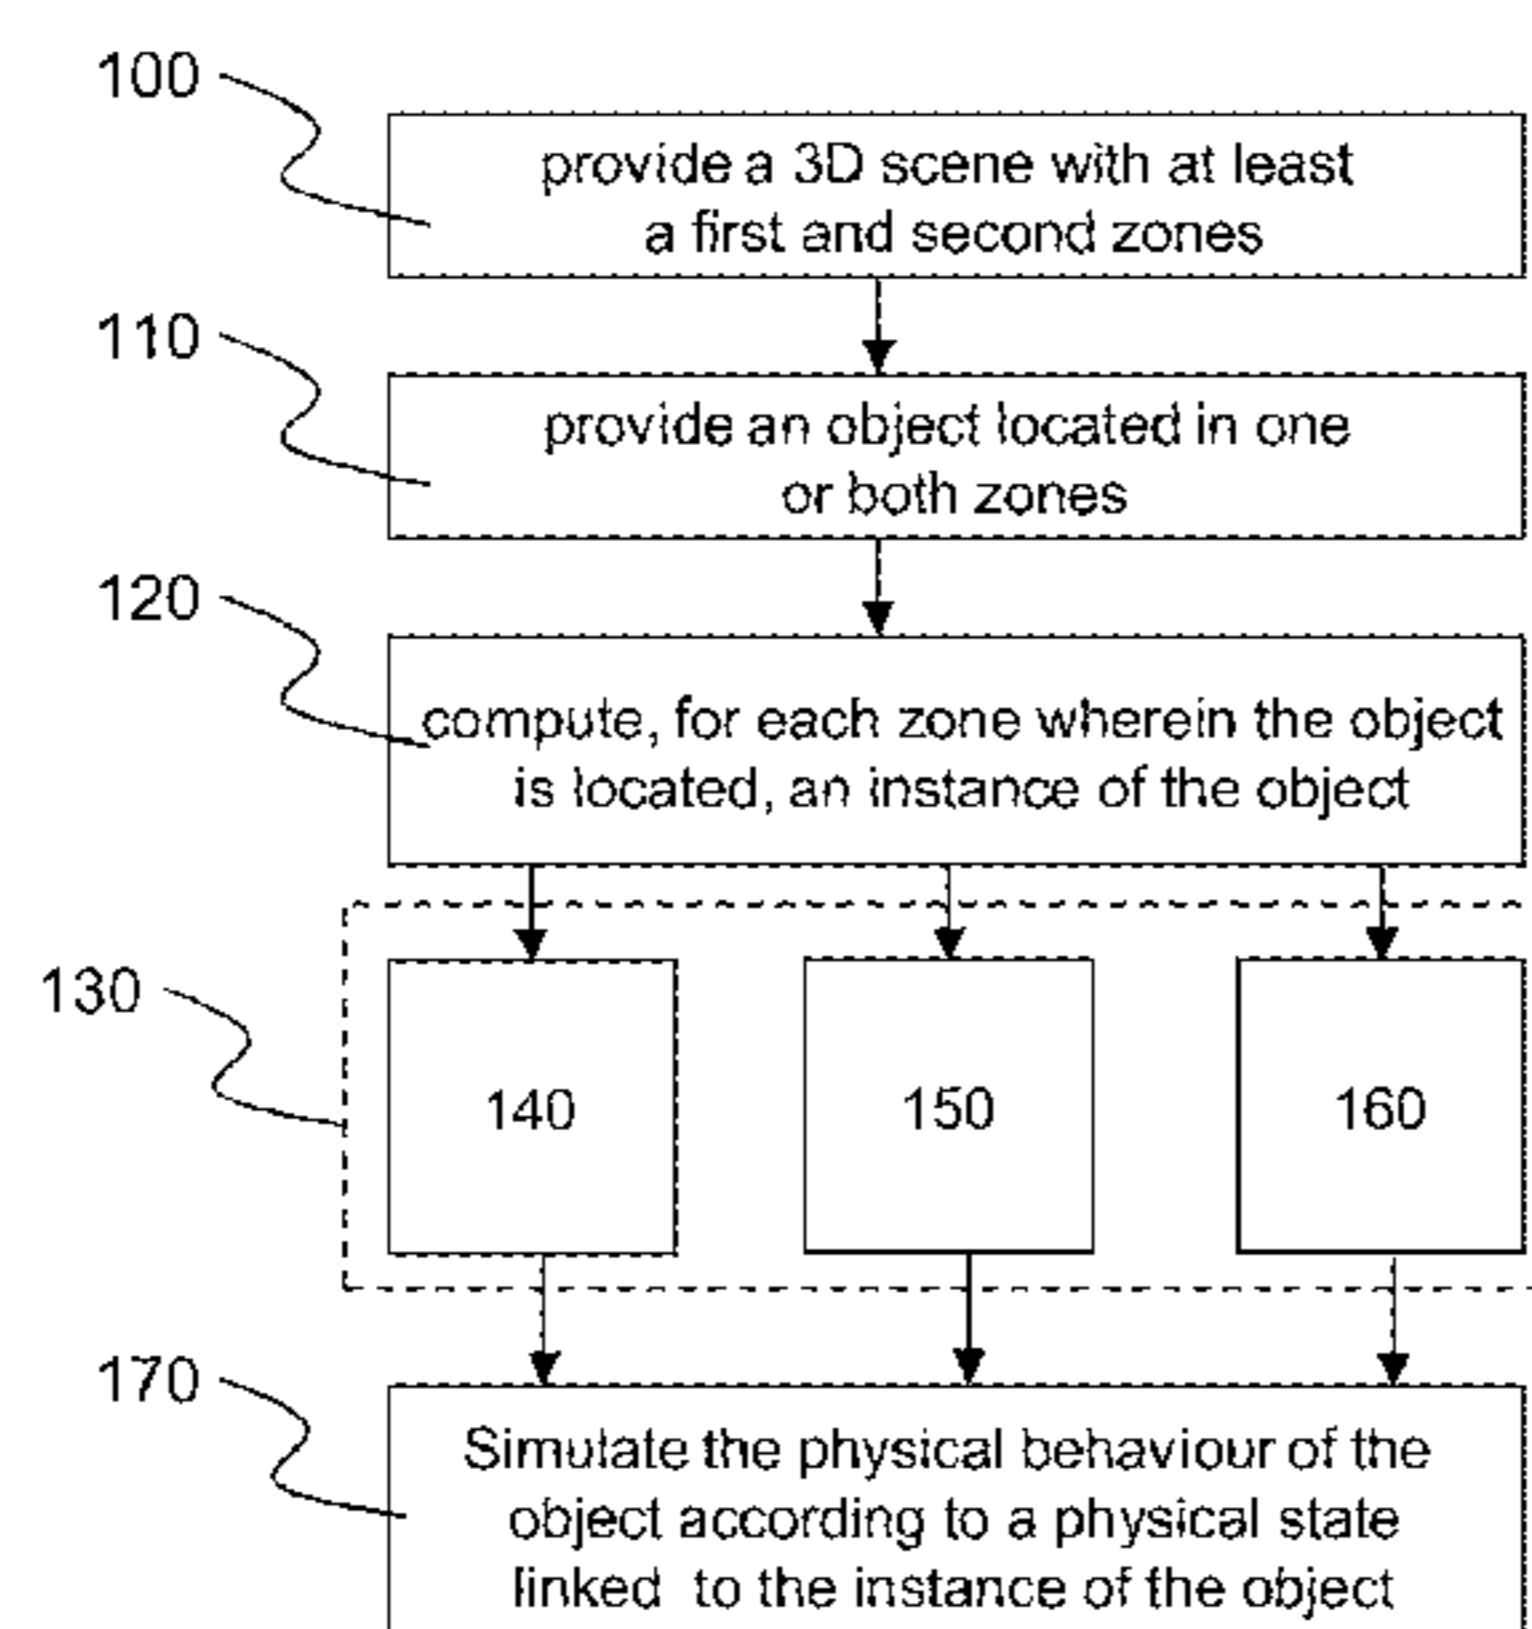 100
provide a 3D scene with at least
a first and second zones
110
provide an object located in one
or both zones
120
compute, for each zone wherein the object
is located, an instance of the object
130
140
150
160
170
Simulate the physical behaviour of the
object according to a physical state
linked to the instance of the object